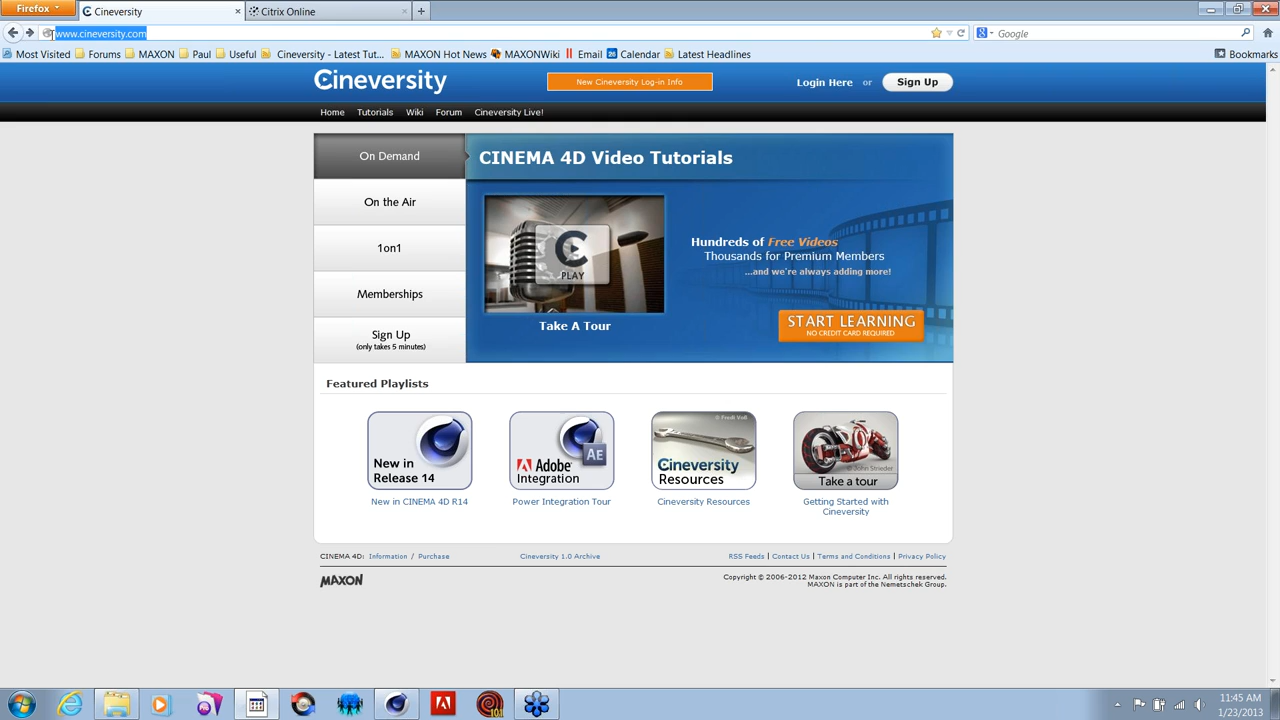 Firefox
Cineversity
Citrix Online
www.cineversity.com
Google
Most Visited
Forums
MAXON
Paul
Useful
Cineversity - Latest Tut...
MAXON Hot News
MAXONWiki
Email
26
Calendar
Latest Headlines
Bookmarks
Cineversity
New Cineversity Log-in Info
Login Here or Sign Up
Home Tutorials Wiki Forum Cineversity Live!
On Demand
On the Air
1on1
Memberships
Sign Up
(only takes 5 minutes)
CINEMA 4D Video Tutorials
PLAY
Take A Tour
Hundreds of Free Videos
Thousands for Premium Members
...and we're always adding more!
START LEARNING
NO CREDIT CARD REQUIRED
Featured Playlists
New in
Release 14
New in CINEMA 4D R14
Adobe
Integration
AE
Power Integration Tour
© Fredi Voß
Cineversity
Resources
Cineversity Resources
© John Strieder
Take a tour
Getting Started with
Cineversity
CINEMA 4D: Information / Purchase
Cineversity 1.0 Archive
RSS Feeds | Contact Us | Terms and Conditions | Privacy Policy
MAXON
Copyright © 2006-2012 Maxon Computer Inc. All rights reserved.
MAXON is part of the Nemetschek Group.
11:45 AM
1/23/2013